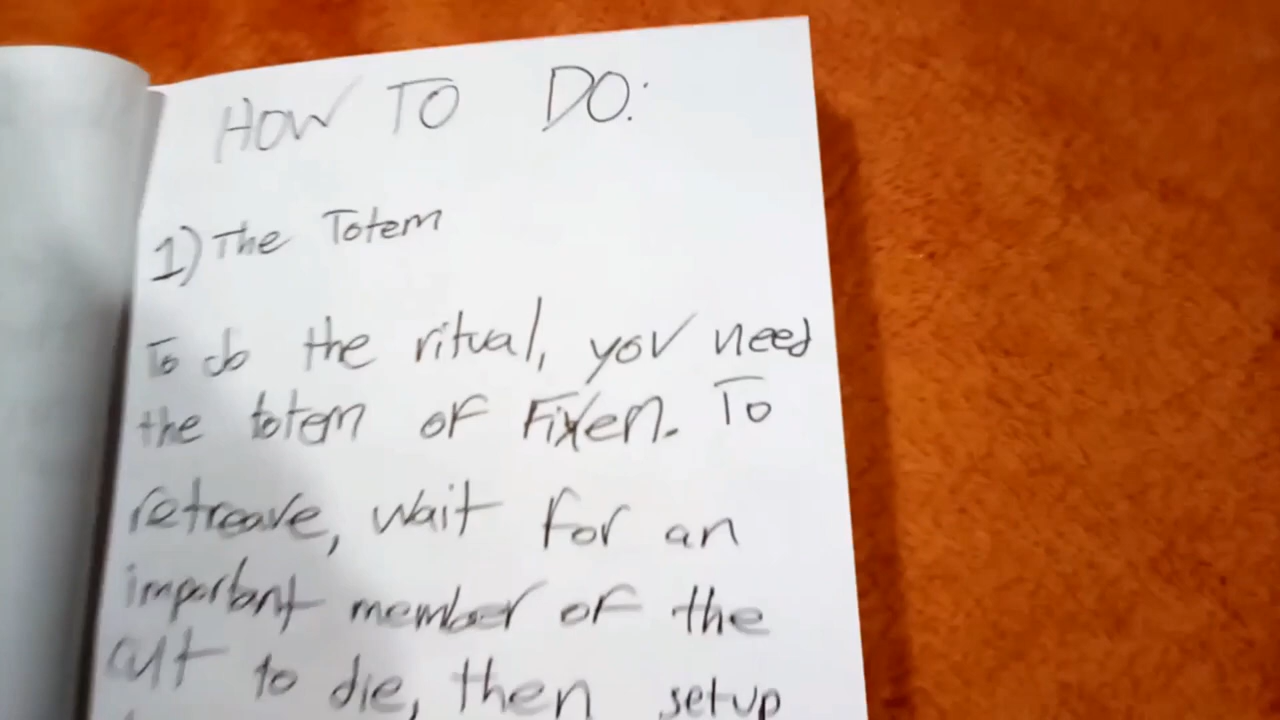 HOW TO DO:
1) The Totem
To do the ritual, you need
the totem of Fixen. To
retreave, wait for an
important member of the
cult to die, then setup